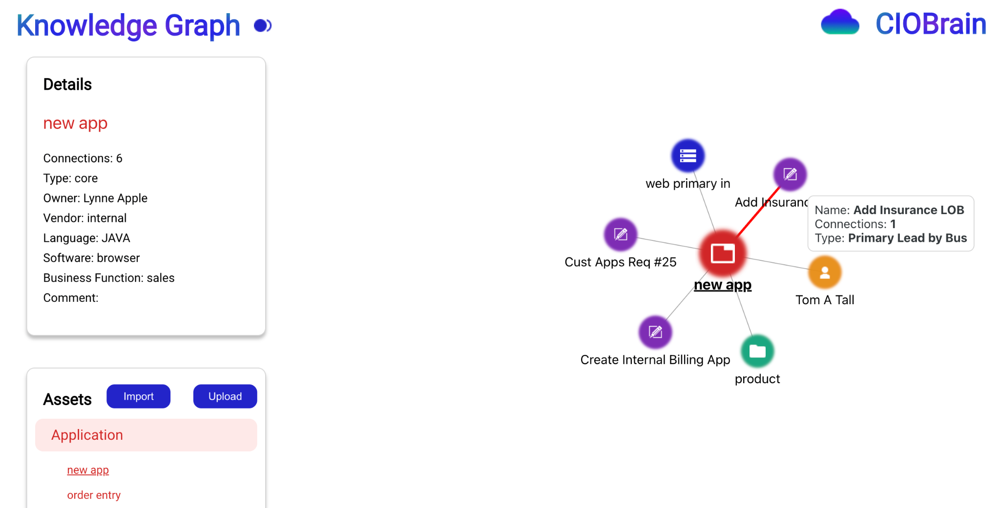 Knowledge Graph
CIOBrain
Details
new app
Connections: 6
Type: core
Owner: Lynne Apple
Vendor: internal
Language: JAVA
Software: browser
Business Function: sales
Comment:
Assets
Import
Upload
Application
new app
order entry
web primary in
Add Insuranc
Name: Add Insurance LOB
Connections: 1
Type: Primary Lead by Bus
Cust Apps Req #25
new app
Tom A Tall
Create Internal Billing App
product